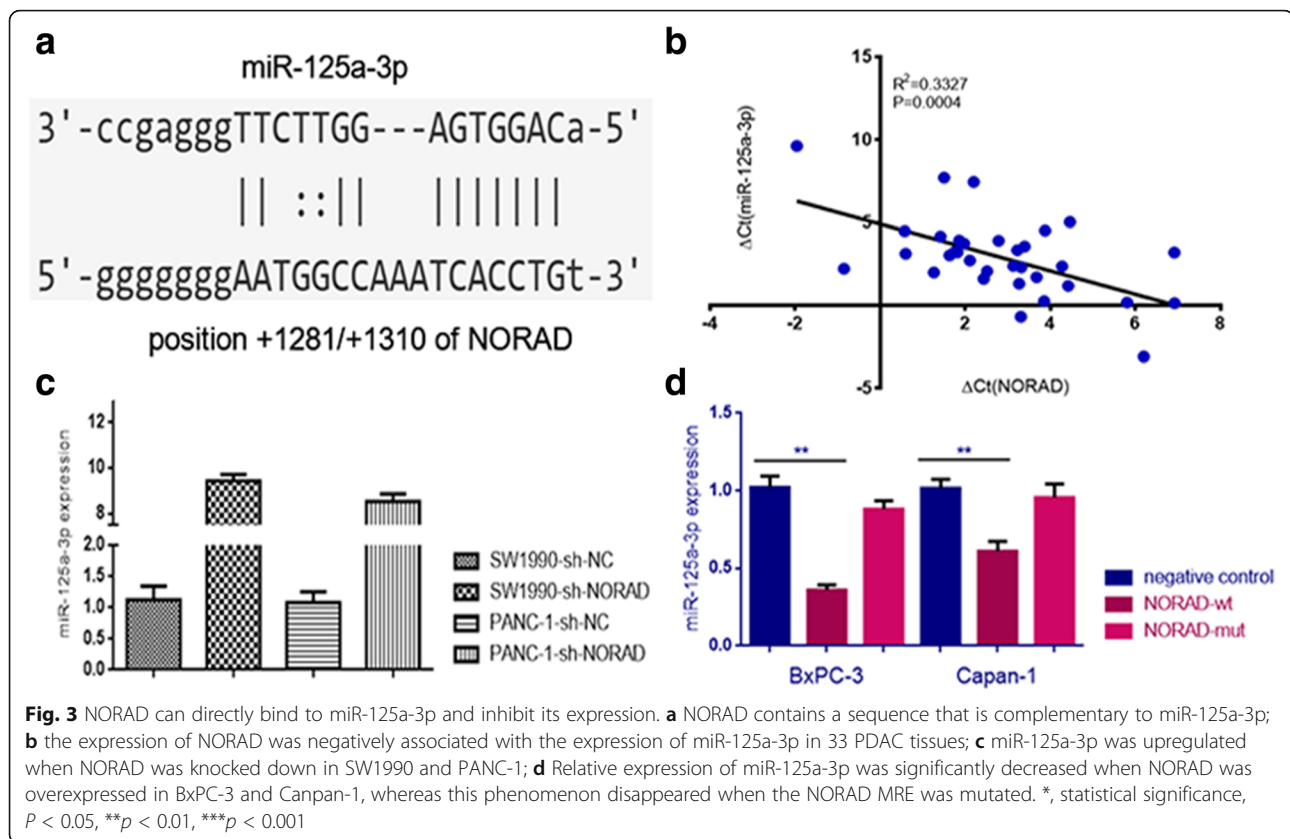 a
miR-125a-3p
3'-ccgagggTTCTTGG---AGTGGACa-5'
|| ::|| |||||||
5'-gggggggAATGGCCAAATCACCTGt-3'
position +1281/+1310 of NORAD
b
15
R²=0.3327
P=0.0004
10
5
-5
-4
-2
2
4
6
8
ΔCt(miR-125a-3p)
ΔCt(NORAD)
c
12
10
8
2.0
1.5
1.0
0.5
0.0
miR-125a-3p expression
SW1990-sh-NC
SW1990-sh-NORAD
PANC-1-sh-NC
PANC-1-sh-NORAD
d
1.5
1.0
0.5
0.0
miR-125a-3p expression
**
**
BxPC-3
Capan-1
negative control
NORAD-wt
NORAD-mut
Fig. 3 NORAD can directly bind to miR-125a-3p and inhibit its expression. a NORAD contains a sequence that is complementary to miR-125a-3p;
b the expression of NORAD was negatively associated with the expression of miR-125a-3p in 33 PDAC tissues; c miR-125a-3p was upregulated
when NORAD was knocked down in SW1990 and PANC-1; d Relative expression of miR-125a-3p was significantly decreased when NORAD was
overexpressed in BxPC-3 and Canpan-1, whereas this phenomenon disappeared when the NORAD MRE was mutated. *, statistical significance,
P < 0.05, **p < 0.01, ***p < 0.001